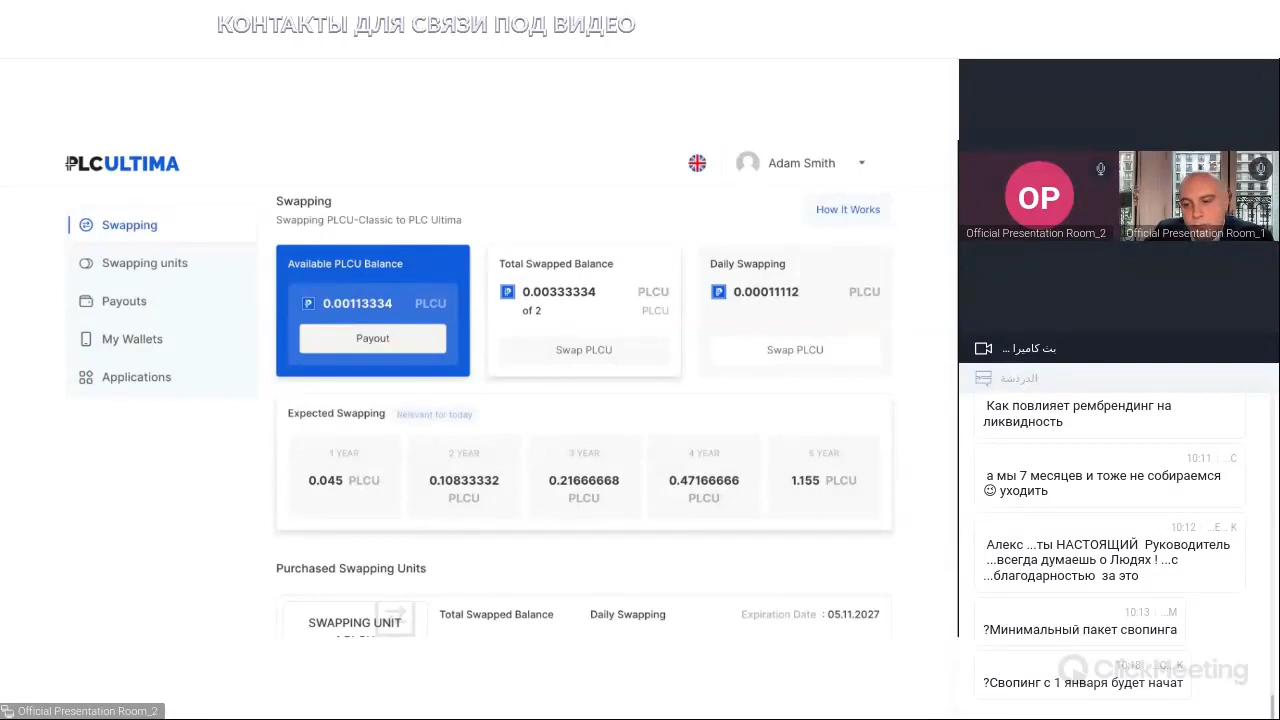 КОНТАКТЫ ДЛЯ СВЯЗИ ПОД ВИДЕО
PLCULTIMA
Adam Smith
Swapping
Swapping units
Payouts
My Wallets
Applications
Swapping
Swapping PLCU-Classic to PLC Ultima
How It Works
Available PLCU Balance
0.00113334 PLCU
Payout
Total Swapped Balance
0.00333334 PLCU
of 2 PLCU
Swap PLCU
Daily Swapping
0.00011112 PLCU
Swap PLCU
Expected Swapping Relevant for today
1 YEAR
0.045 PLCU
2 YEAR
0.10833332
PLCU
3 YEAR
0.21666668
PLCU
4 YEAR
0.47166666
PLCU
5 YEAR
1.155 PLCU
Purchased Swapping Units
SWAPPING UNIT
Total Swapped Balance
Daily Swapping
Expiration Date : 05.11.2027
OP
Official Presentation Room_2
Official Presentation Room_1
بث كاميرا ...
الدردشة
Как повлияет рембрендинг на
ликвидность
10:11 ...C
а мы 7 месяцев и тоже не собираемся
уходить
10:12 ...E... K
Алекс ...ты НАСТОЯЩИЙ Руководитель
...всегда думаешь о Людях ! ...с
...благодарностью за это
10:13 ...M
?Минимальный пакет свопинга
?Свопинг с 1 января будет начат
ClickMeeting
Official Presentation Room_2